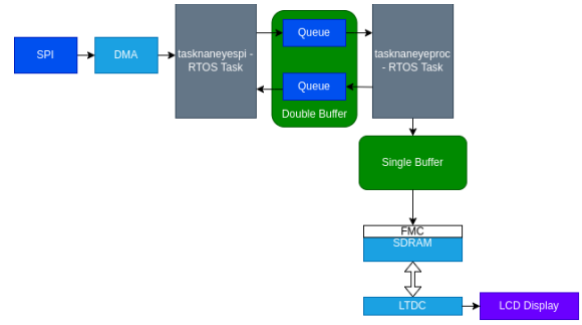 SPI
DMA
tasknaneyespi -
RTOS Task
Queue
Queue
Double Buffer
tasknaneyeproc
- RTOS Task
Single Buffer
FMC
SDRAM
LTDC
LCD Display